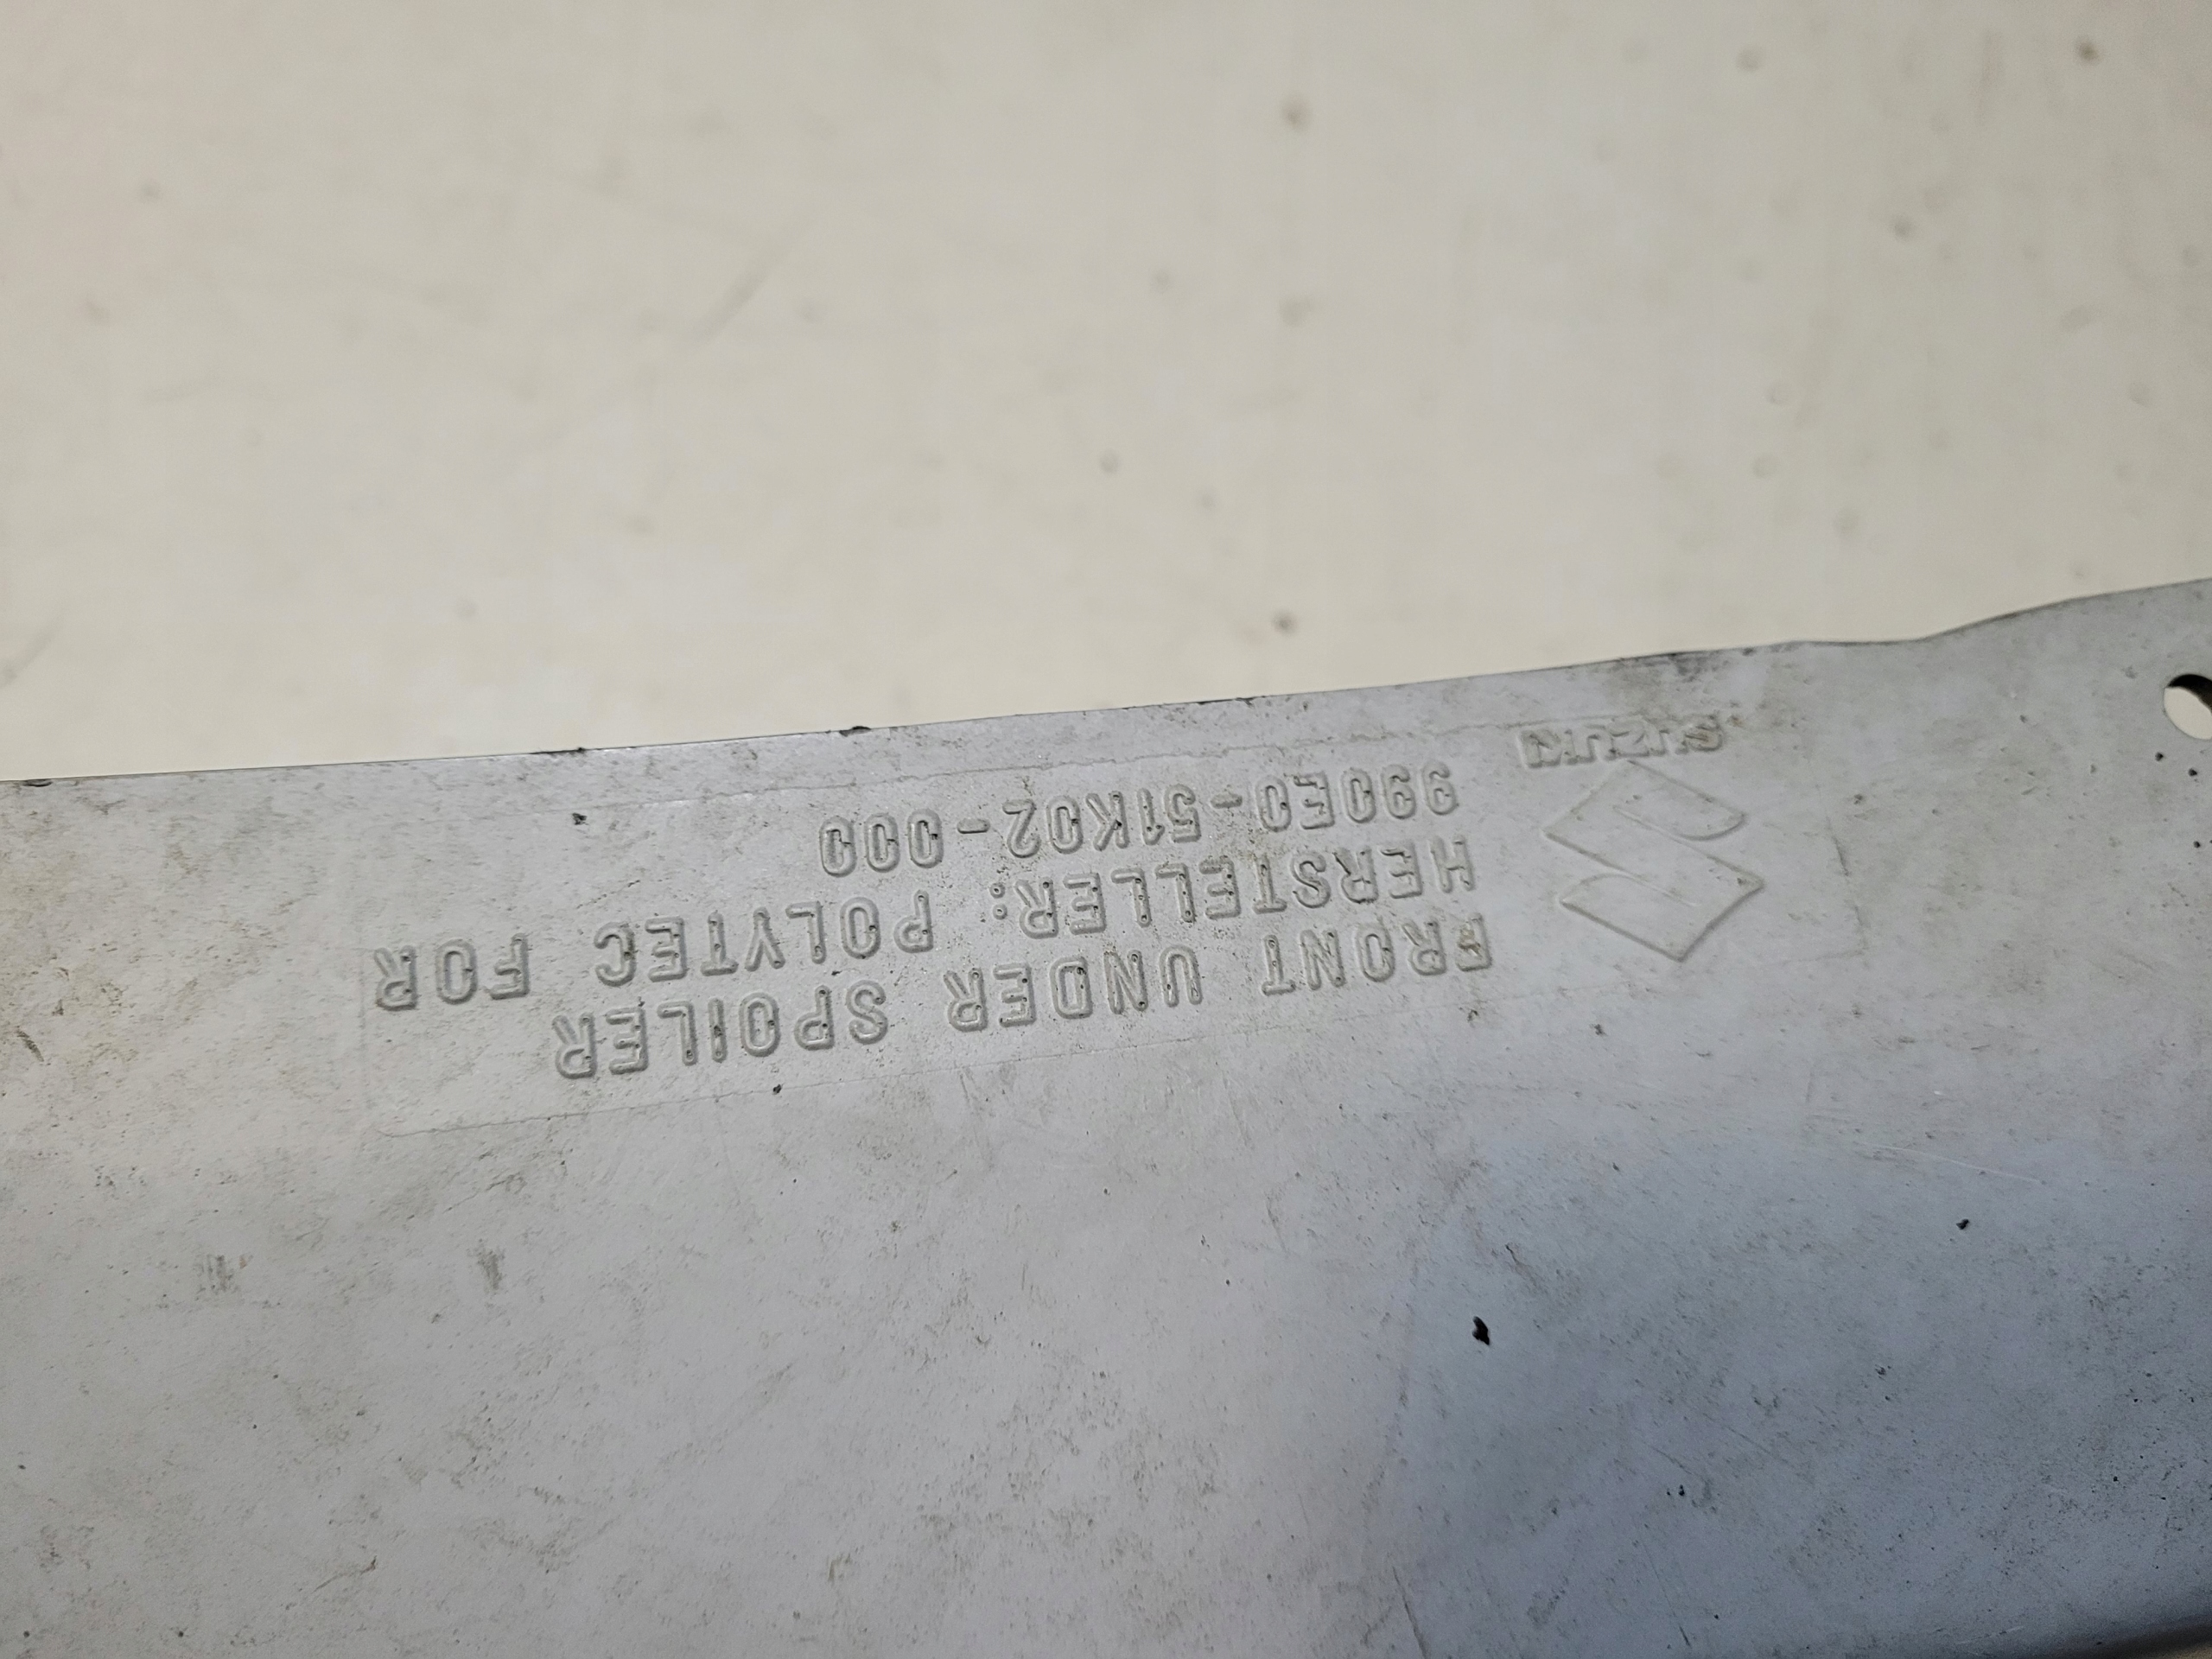 FRONT UNDER SPOILER
HERSTELLER: POLYTEC FOR
990E0-51K02-000
SUZUKI